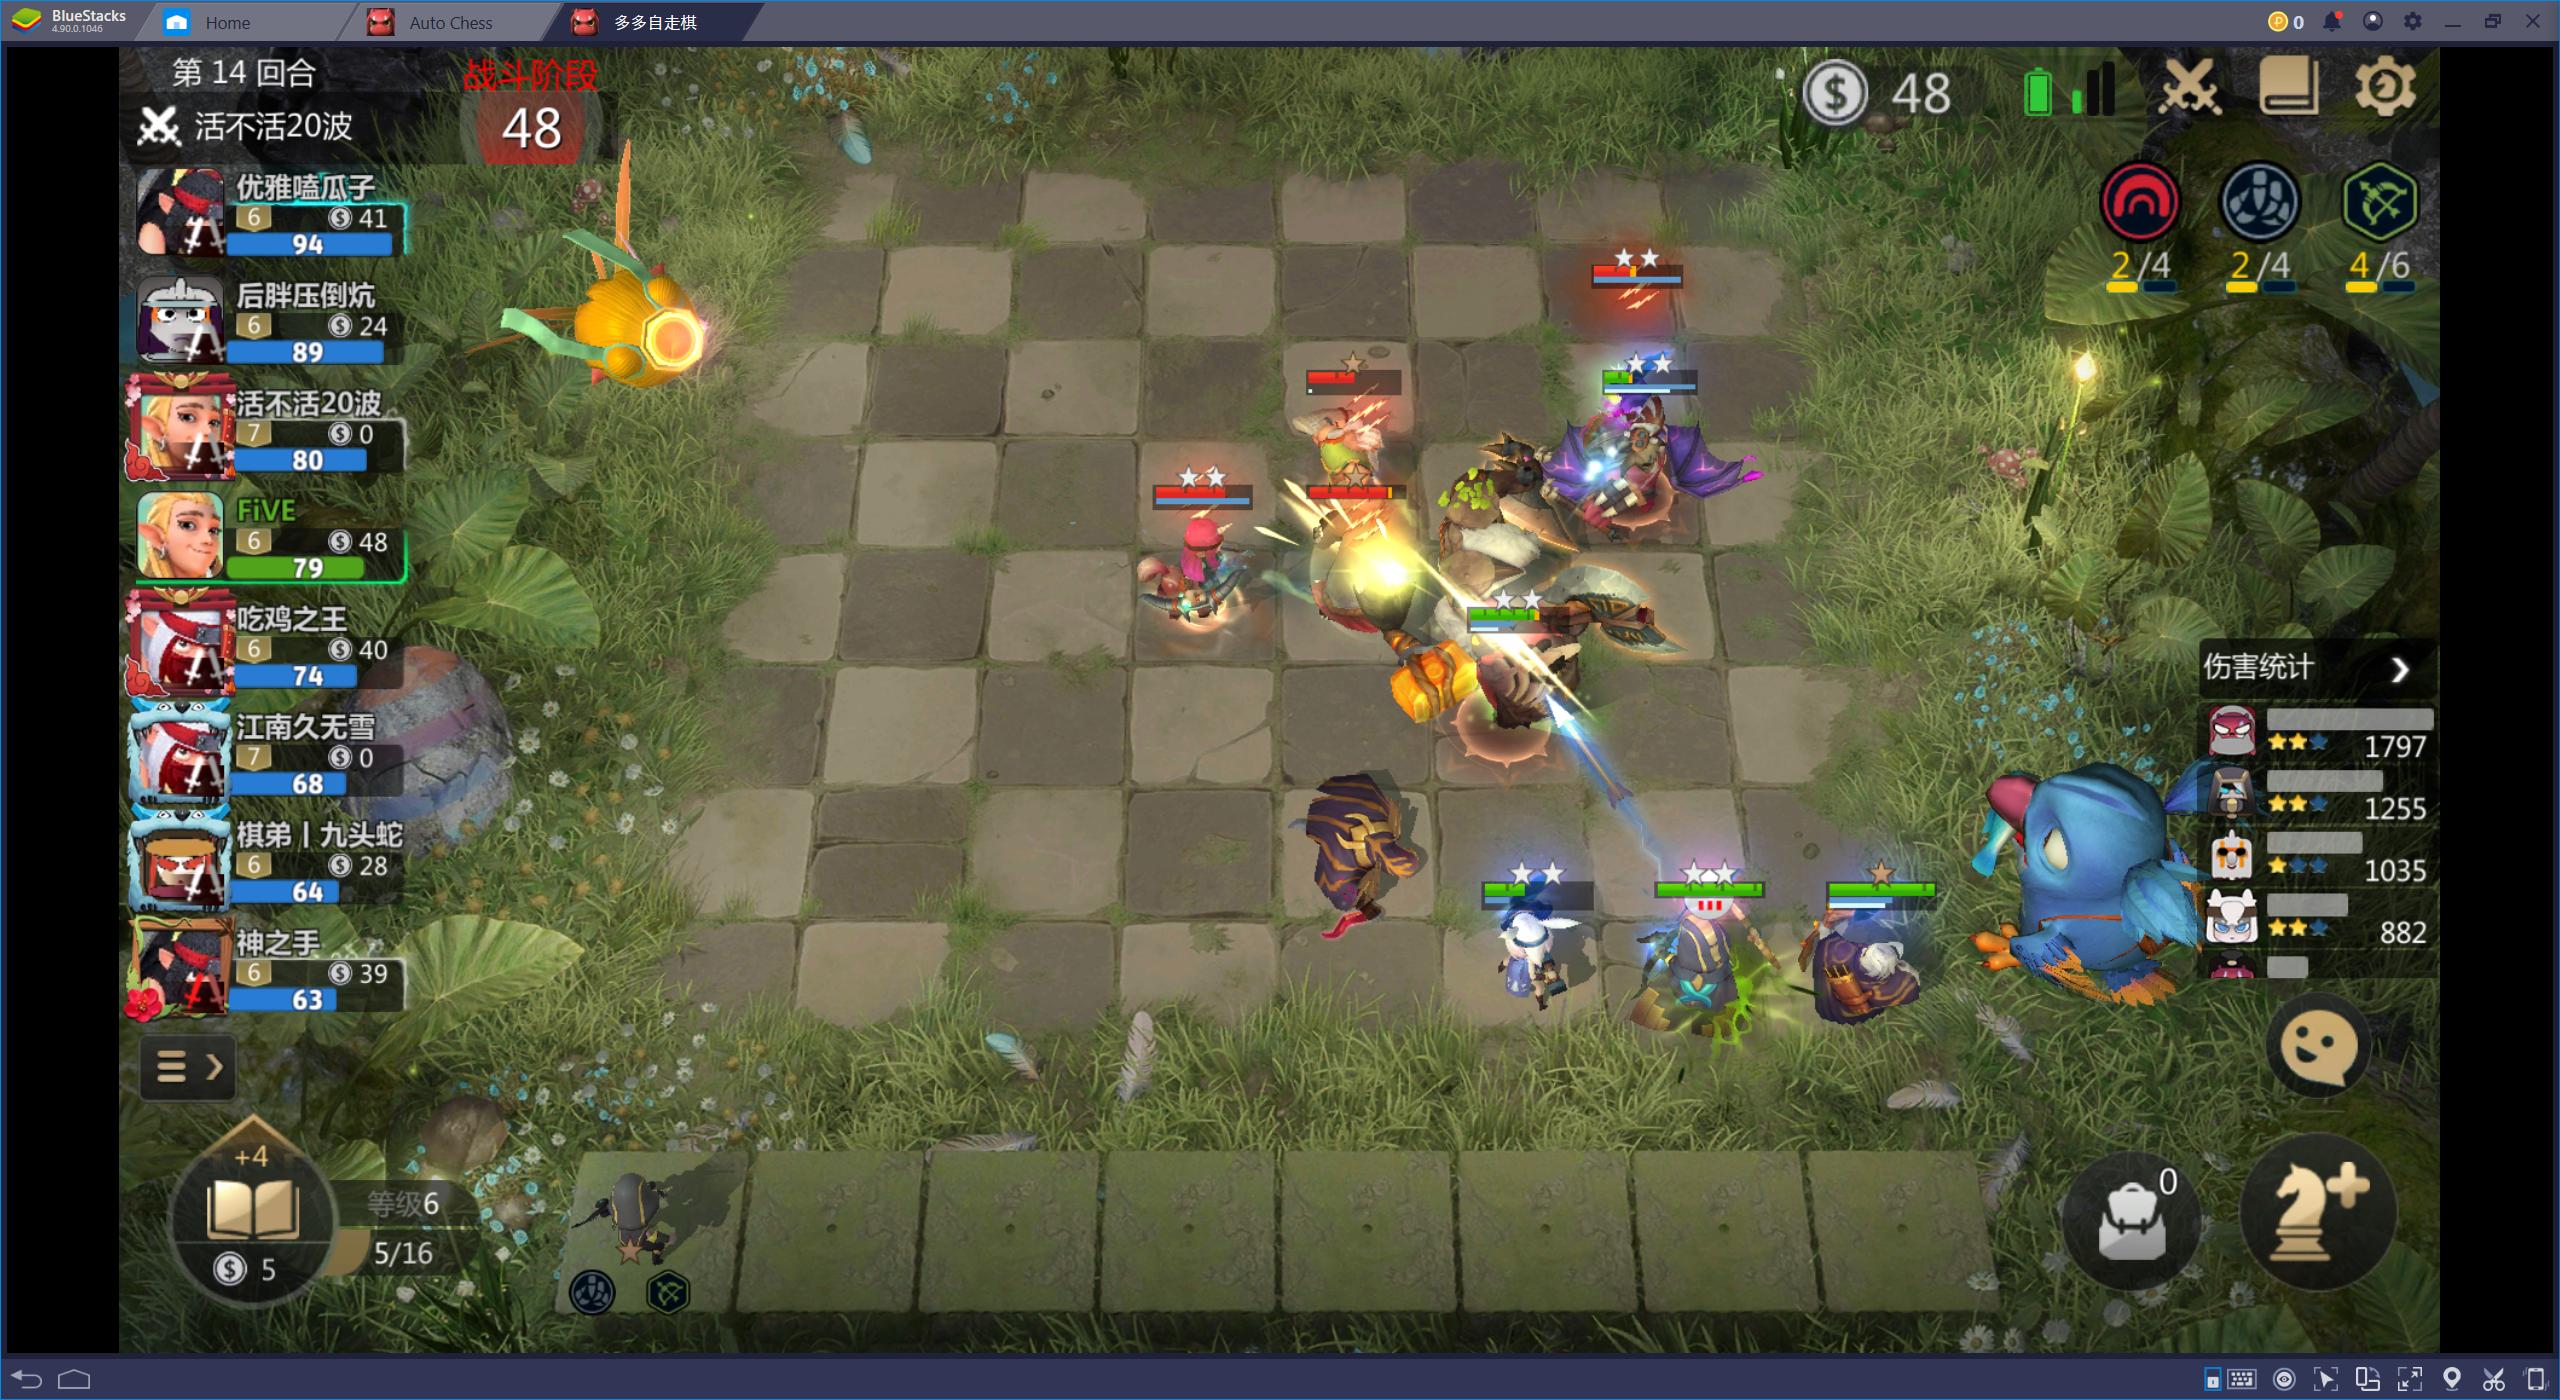 BlueStacks
4.90.0.1046
Home
Auto Chess
多多自走棋
0
第 14 回合
战斗阶段
活不活20波
48
48
优雅嗑瓜子
6
41
94
后胖压倒炕
6
24
89
活不活20波
7
0
80
FiVE
6
48
79
吃鸡之王
6
40
74
江南久无雪
7
0
68
棋弟丨九头蛇
6
28
64
神之手
6
39
63
2/4
2/4
4/6
伤害统计
1797
1255
1035
882
+4
等级6
5/16
5
0